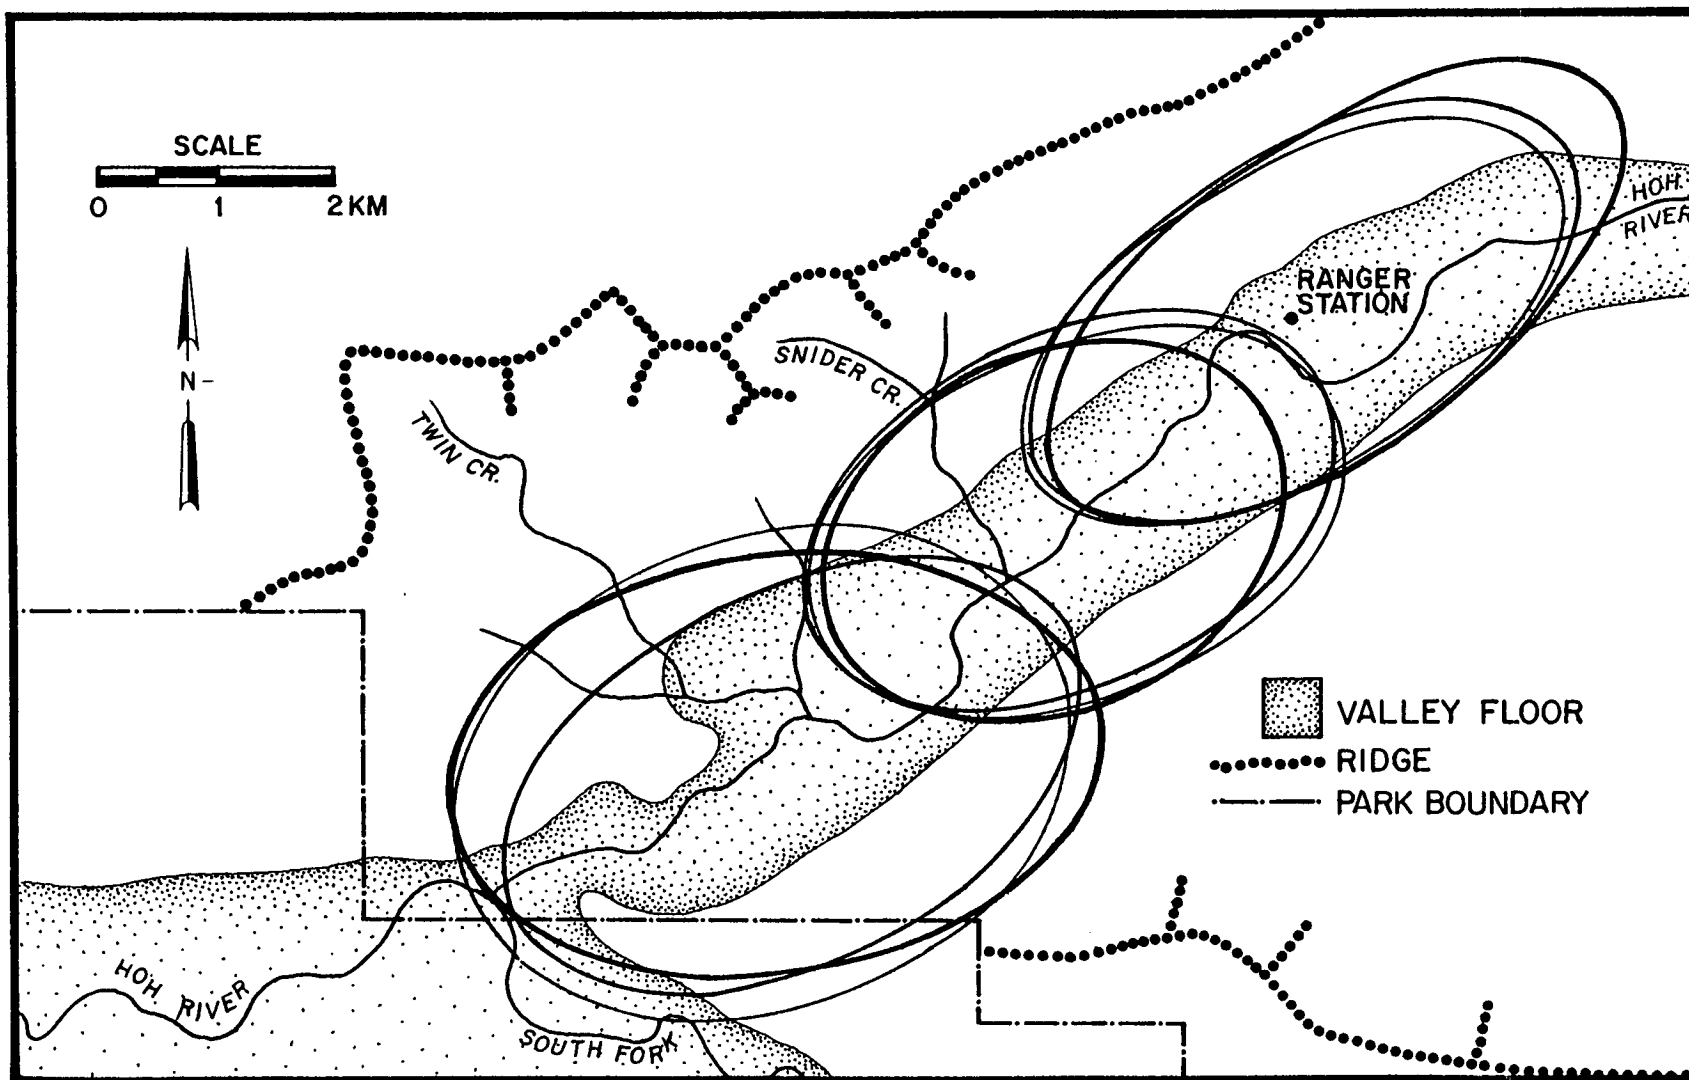 SCALE
0 1 2 KM
N
HOH
RIVER
RANGER
STATION
SNIDER CR.
TWIN CR.
VALLEY FLOOR
RIDGE
PARK BOUNDARY
HOH RIVER
SOUTH FORK